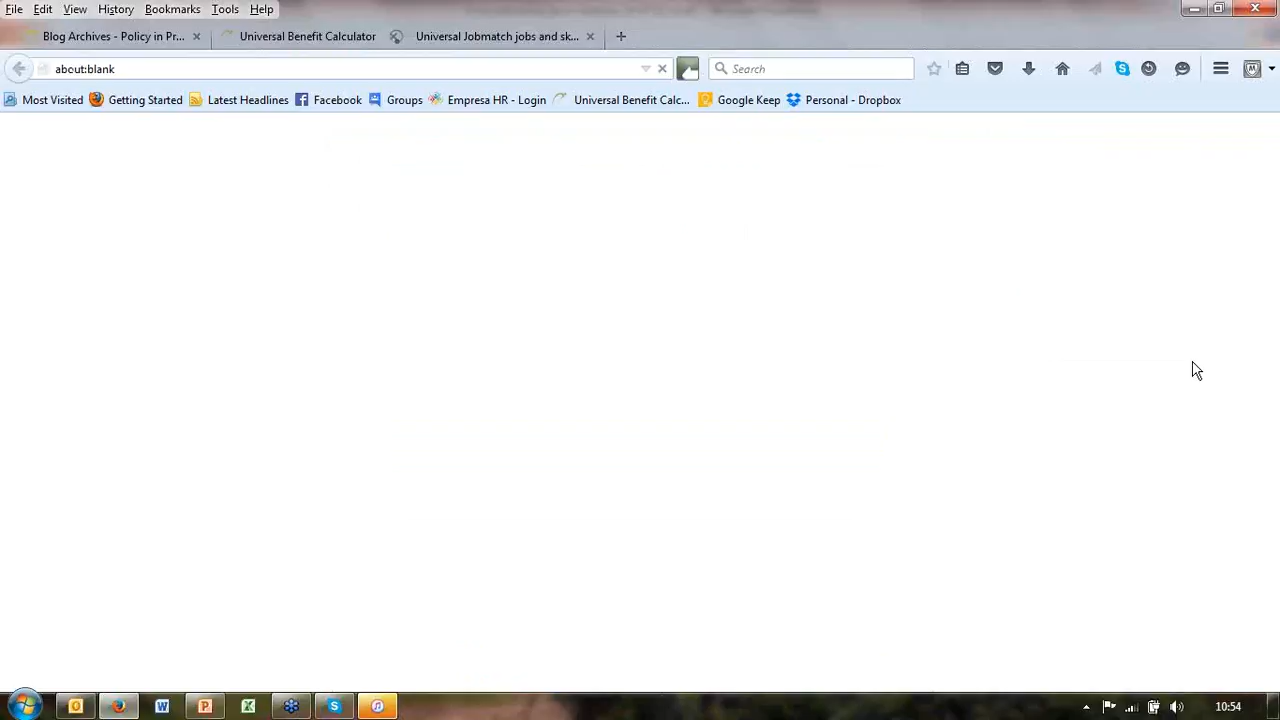 File Edit View History Bookmarks Tools Help
Blog Archives - Policy in Pr... Universal Benefit Calculator Universal Jobmatch jobs and sk...
about:blank Search
Most Visited Getting Started Latest Headlines Facebook Groups Empresa HR - Login Universal Benefit Calc... Google Keep Personal - Dropbox
10:54